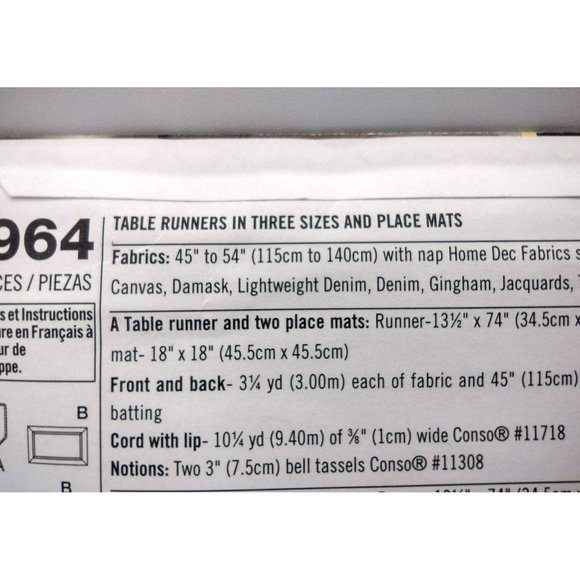 964
CES / PIEZAS
s et Instructions
ure en Français à
ur de
ppe.
B
A
B
TABLE RUNNERS IN THREE SIZES AND PLACE MATS
Fabrics: 45" to 54" (115cm to 140cm) with nap Home Dec Fabrics s
Canvas, Damask, Lightweight Denim, Denim, Gingham, Jacquards,
A Table runner and two place mats: Runner-13½" x 74" (34.5cm x
mat- 18" x 18" (45.5cm x 45.5cm)
Front and back- 3¼ yd (3.00m) each of fabric and 45" (115cm)
batting
Cord with lip- 10¼ yd (9.40m) of ⅜" (1cm) wide Conso® #11718
Notions: Two 3" (7.5cm) bell tassels Conso® #11308